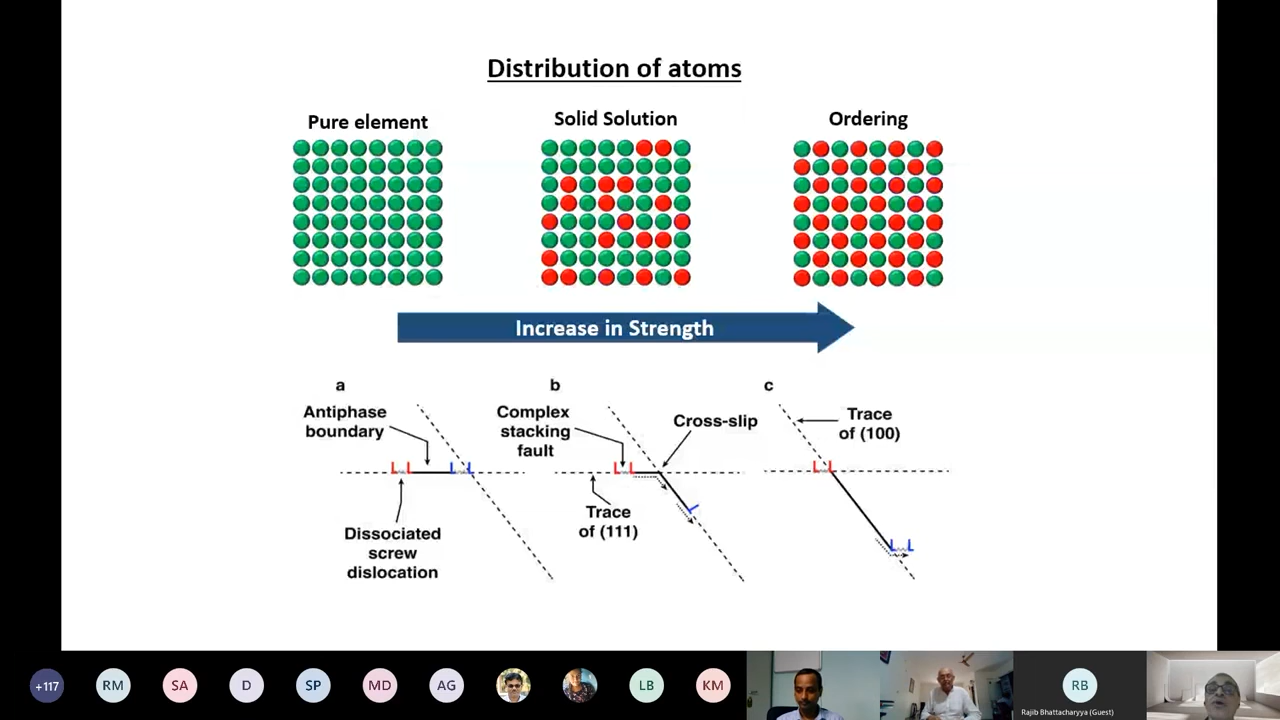 Distribution of atoms
Pure element
Solid Solution
Ordering
Increase in Strength
a
b
c
Antiphase
boundary
Complex
stacking
fault
Cross-slip
Trace
of (100)
Dissociated
screw
dislocation
Trace
of (111)
+117
RM
SA
D
SP
MD
AG
LB
KM
RB
Rajib Bhattacharyya (Guest)